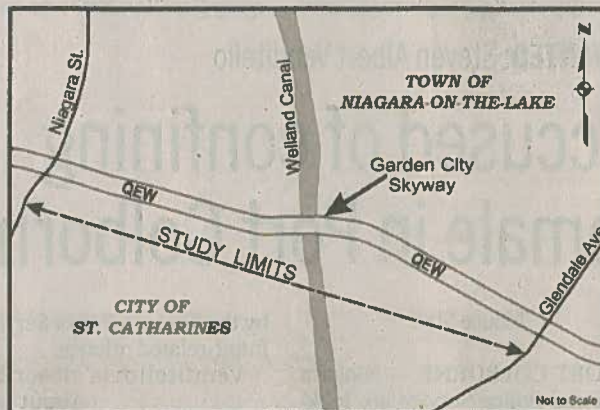 Niagara St.
Welland Canal
TOWN OF
NIAGARA ON-THE-LAKE
N
Garden City
Skyway
QEW
QEW
STUDY LIMITS
Glendale Ave
CITY OF
ST. CATHARINES
Not to Scale